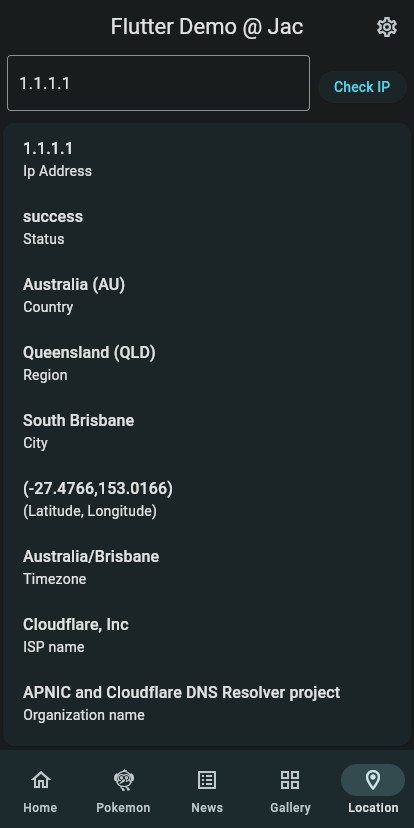 Flutter Demo @ Jac
1.1.1.1
Check IP
1.1.1.1
Ip Address
success
Status
Australia (AU)
Country
Queensland (QLD)
Region
South Brisbane
City
(-27.4766,153.0166)
(Latitude, Longitude)
Australia/Brisbane
Timezone
Cloudflare, Inc
ISP name
APNIC and Cloudflare DNS Resolver project
Organization name
Home Pokemon News Gallery Location